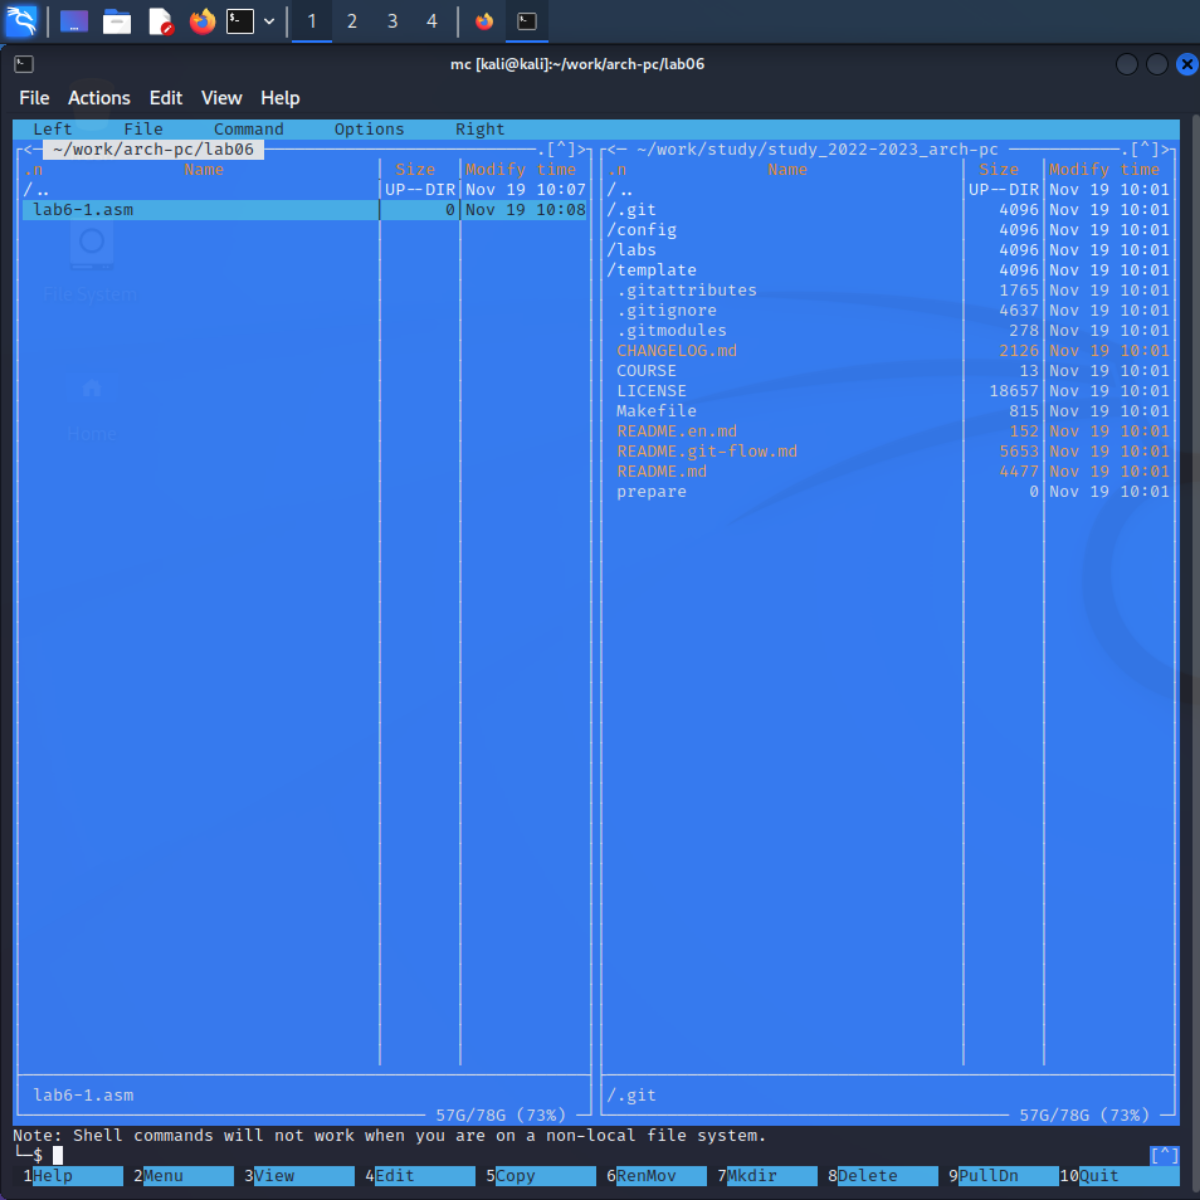 1 2 3 4
mc [kali@kali]:~/work/arch-pc/lab06
File Actions Edit View Help
Left File Command Options Right
<─ ~/work/arch-pc/lab06 .[^]> <─ ~/work/study/study_2022-2023_arch-pc .[^]>
.n Name Size Modify time .n Name Size Modify time
/.. UP--DIR Nov 19 10:07 /.. UP--DIR Nov 19 10:01
lab6-1.asm 0 Nov 19 10:08 /.git 4096 Nov 19 10:01
/config 4096 Nov 19 10:01
/labs 4096 Nov 19 10:01
/template 4096 Nov 19 10:01
File System .gitattributes 1765 Nov 19 10:01
.gitignore 4637 Nov 19 10:01
.gitmodules 278 Nov 19 10:01
CHANGELOG.md 2126 Nov 19 10:01
COURSE 13 Nov 19 10:01
LICENSE 18657 Nov 19 10:01
Makefile 815 Nov 19 10:01
Home README.en.md 152 Nov 19 10:01
README.git-flow.md 5653 Nov 19 10:01
README.md 4477 Nov 19 10:01
prepare 0 Nov 19 10:01
lab6-1.asm /.git
57G/78G (73%) 57G/78G (73%)
Note: Shell commands will not work when you are on a non-local file system.
└─$ [^]
1Help 2Menu 3View 4Edit 5Copy 6RenMov 7Mkdir 8Delete 9PullDn 10Quit